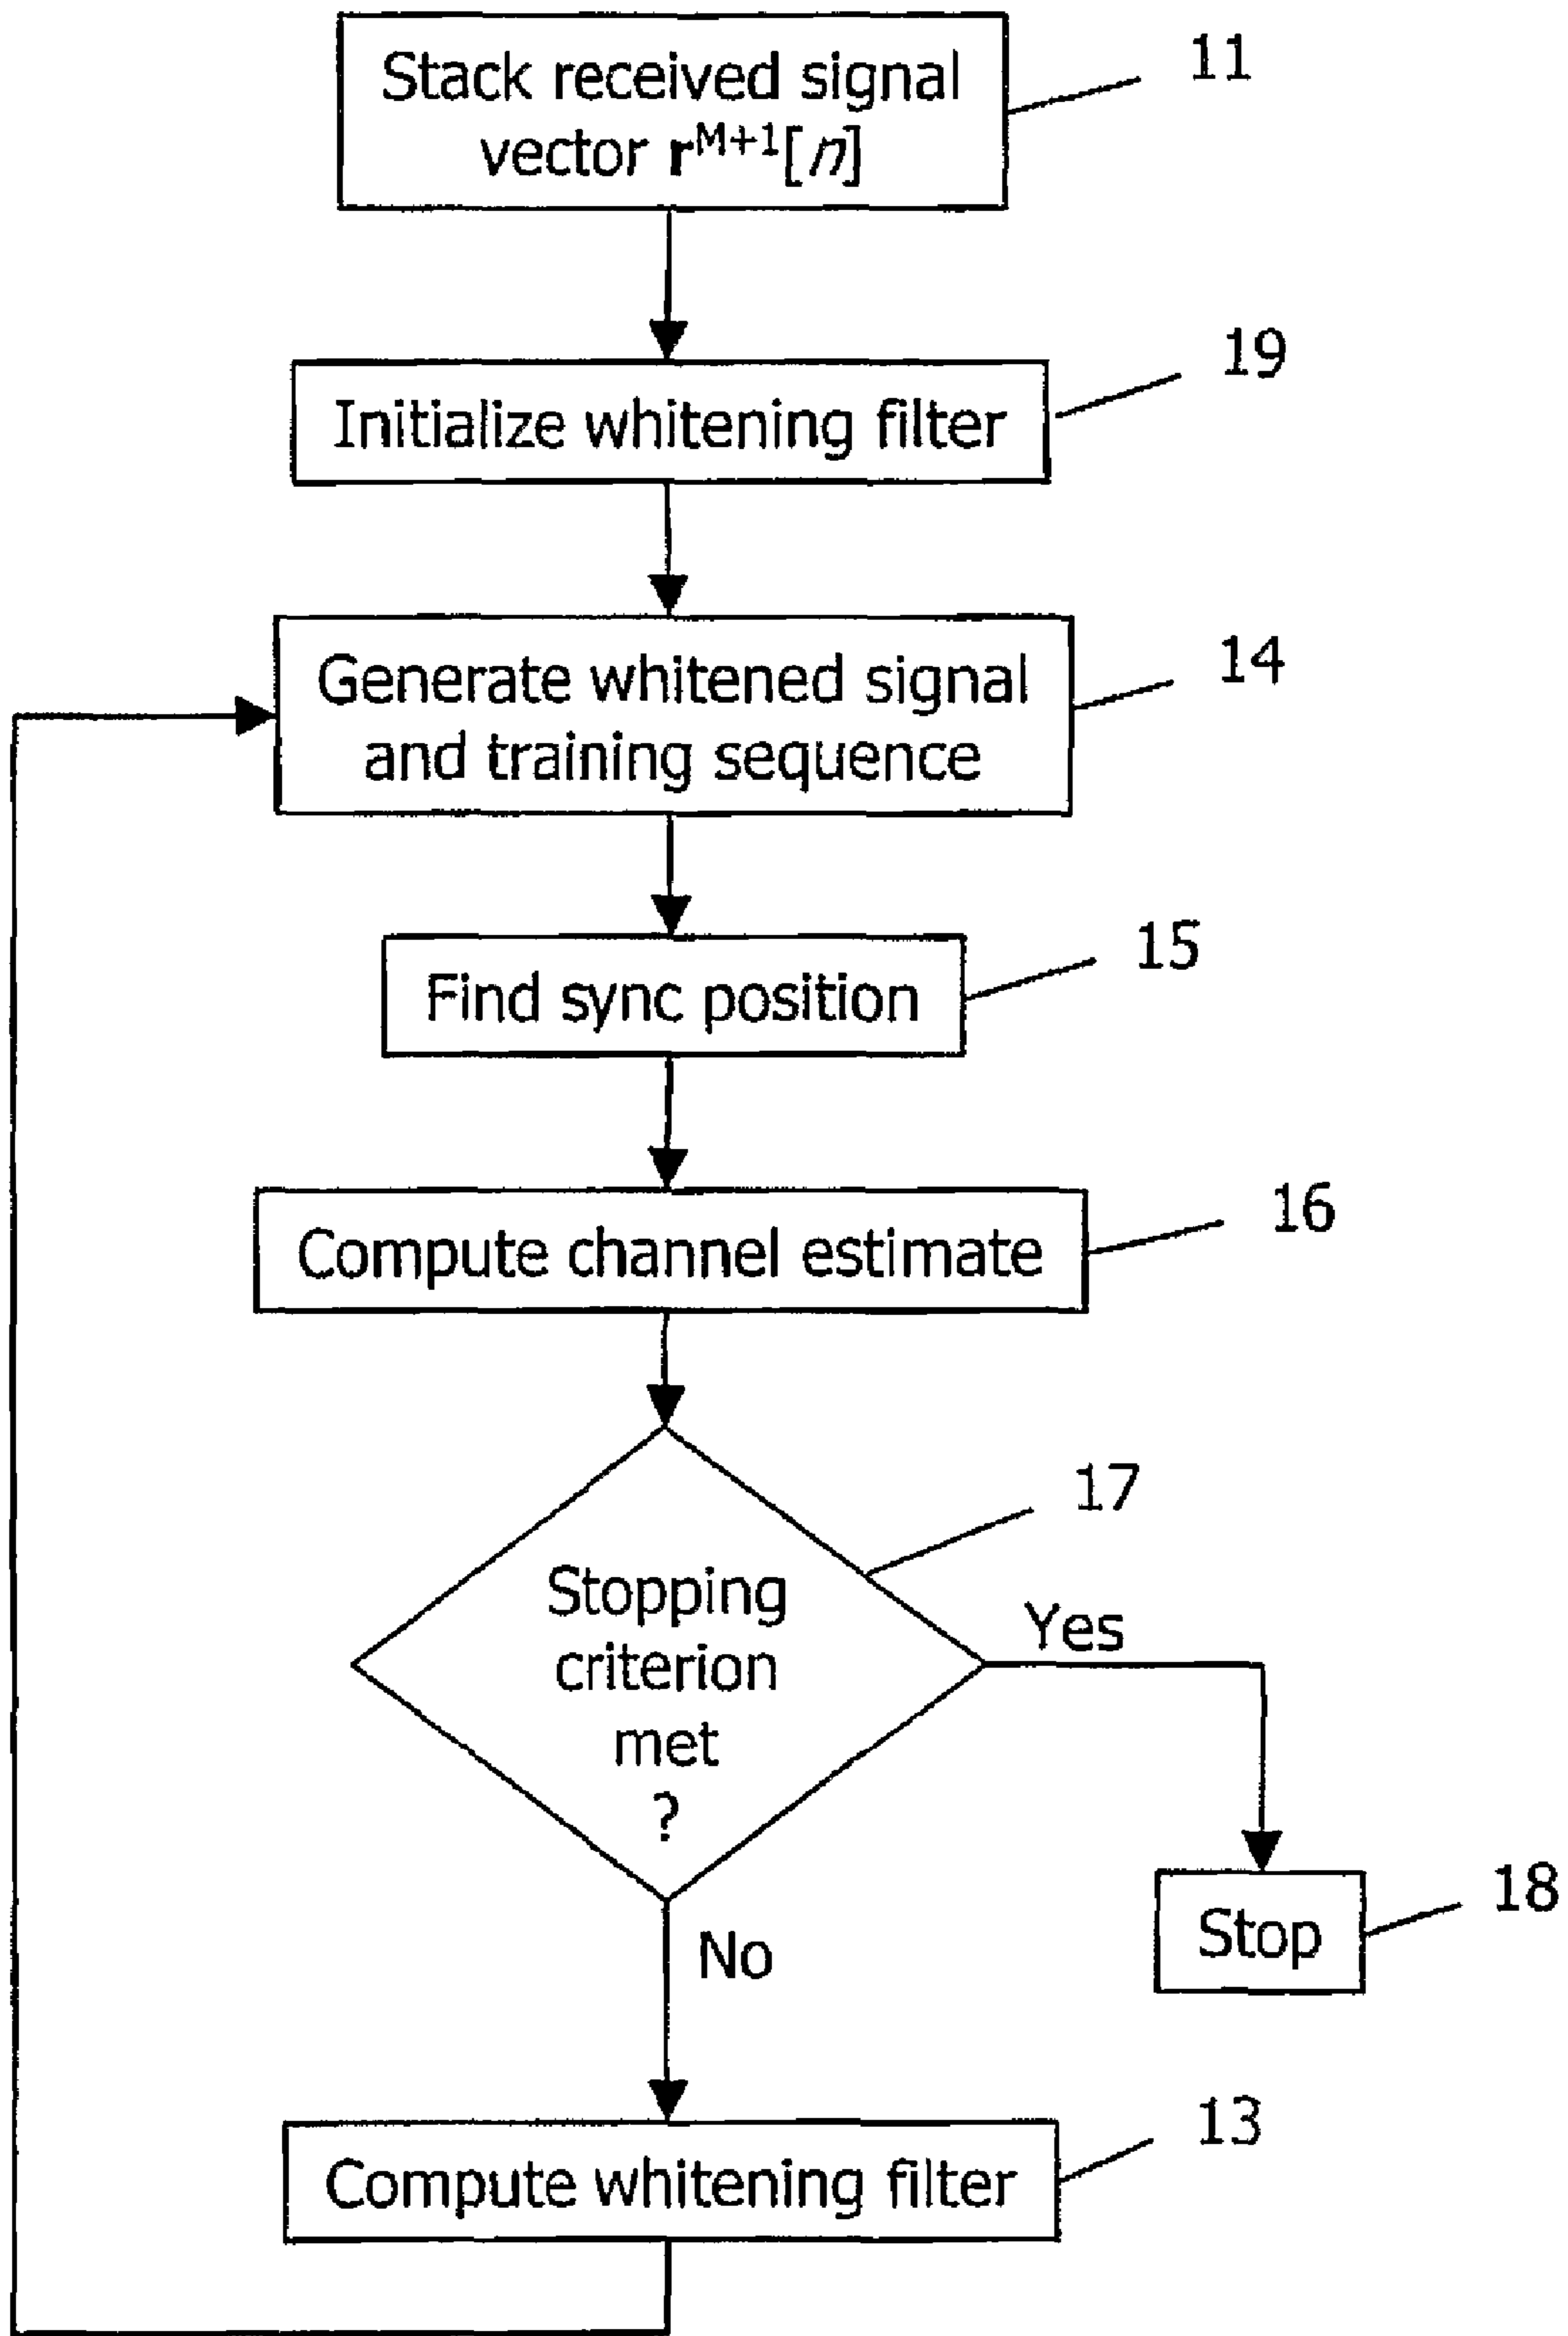 Stack received signal
vector r^{M+1}[n]
11
Initialize whitening filter
19
Generate whitened signal
and training sequence
14
Find sync position
15
Compute channel estimate
16
Stopping
criterion
met
?
17
Yes
Stop
18
No
Compute whitening filter
13